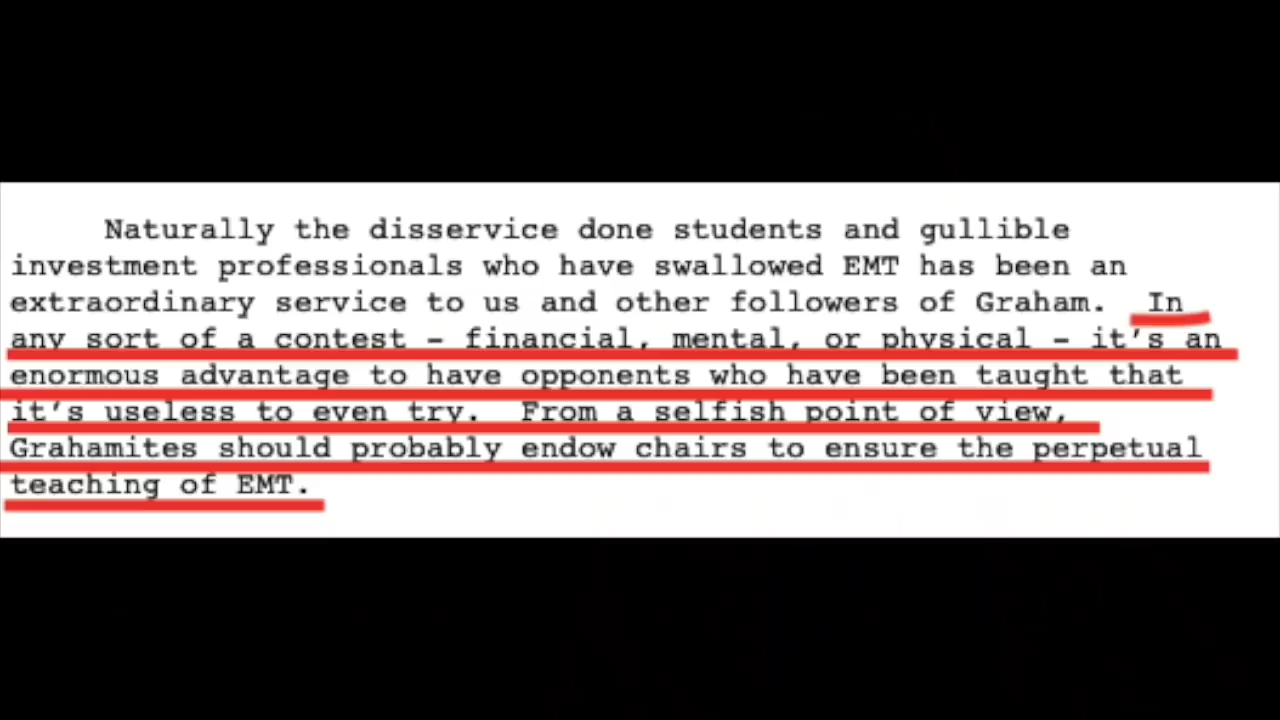 Naturally the disservice done students and gullible
investment professionals who have swallowed EMT has been an
extraordinary service to us and other followers of Graham.  In
any sort of a contest – financial, mental, or physical – it’s an
enormous advantage to have opponents who have been taught that
it’s useless to even try.  From a selfish point of view,
Grahamites should probably endow chairs to ensure the perpetual
teaching of EMT.